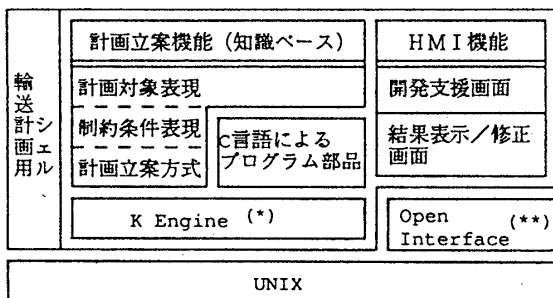 輸送計画用
シェル
計画立案機能（知識ベース）
計画対象表現
制約条件表現
計画立案方式
C言語による
プログラム部品
K Engine (*)
HMI機能
開発支援画面
結果表示／修正
画面
Open (**)
Interface
UNIX